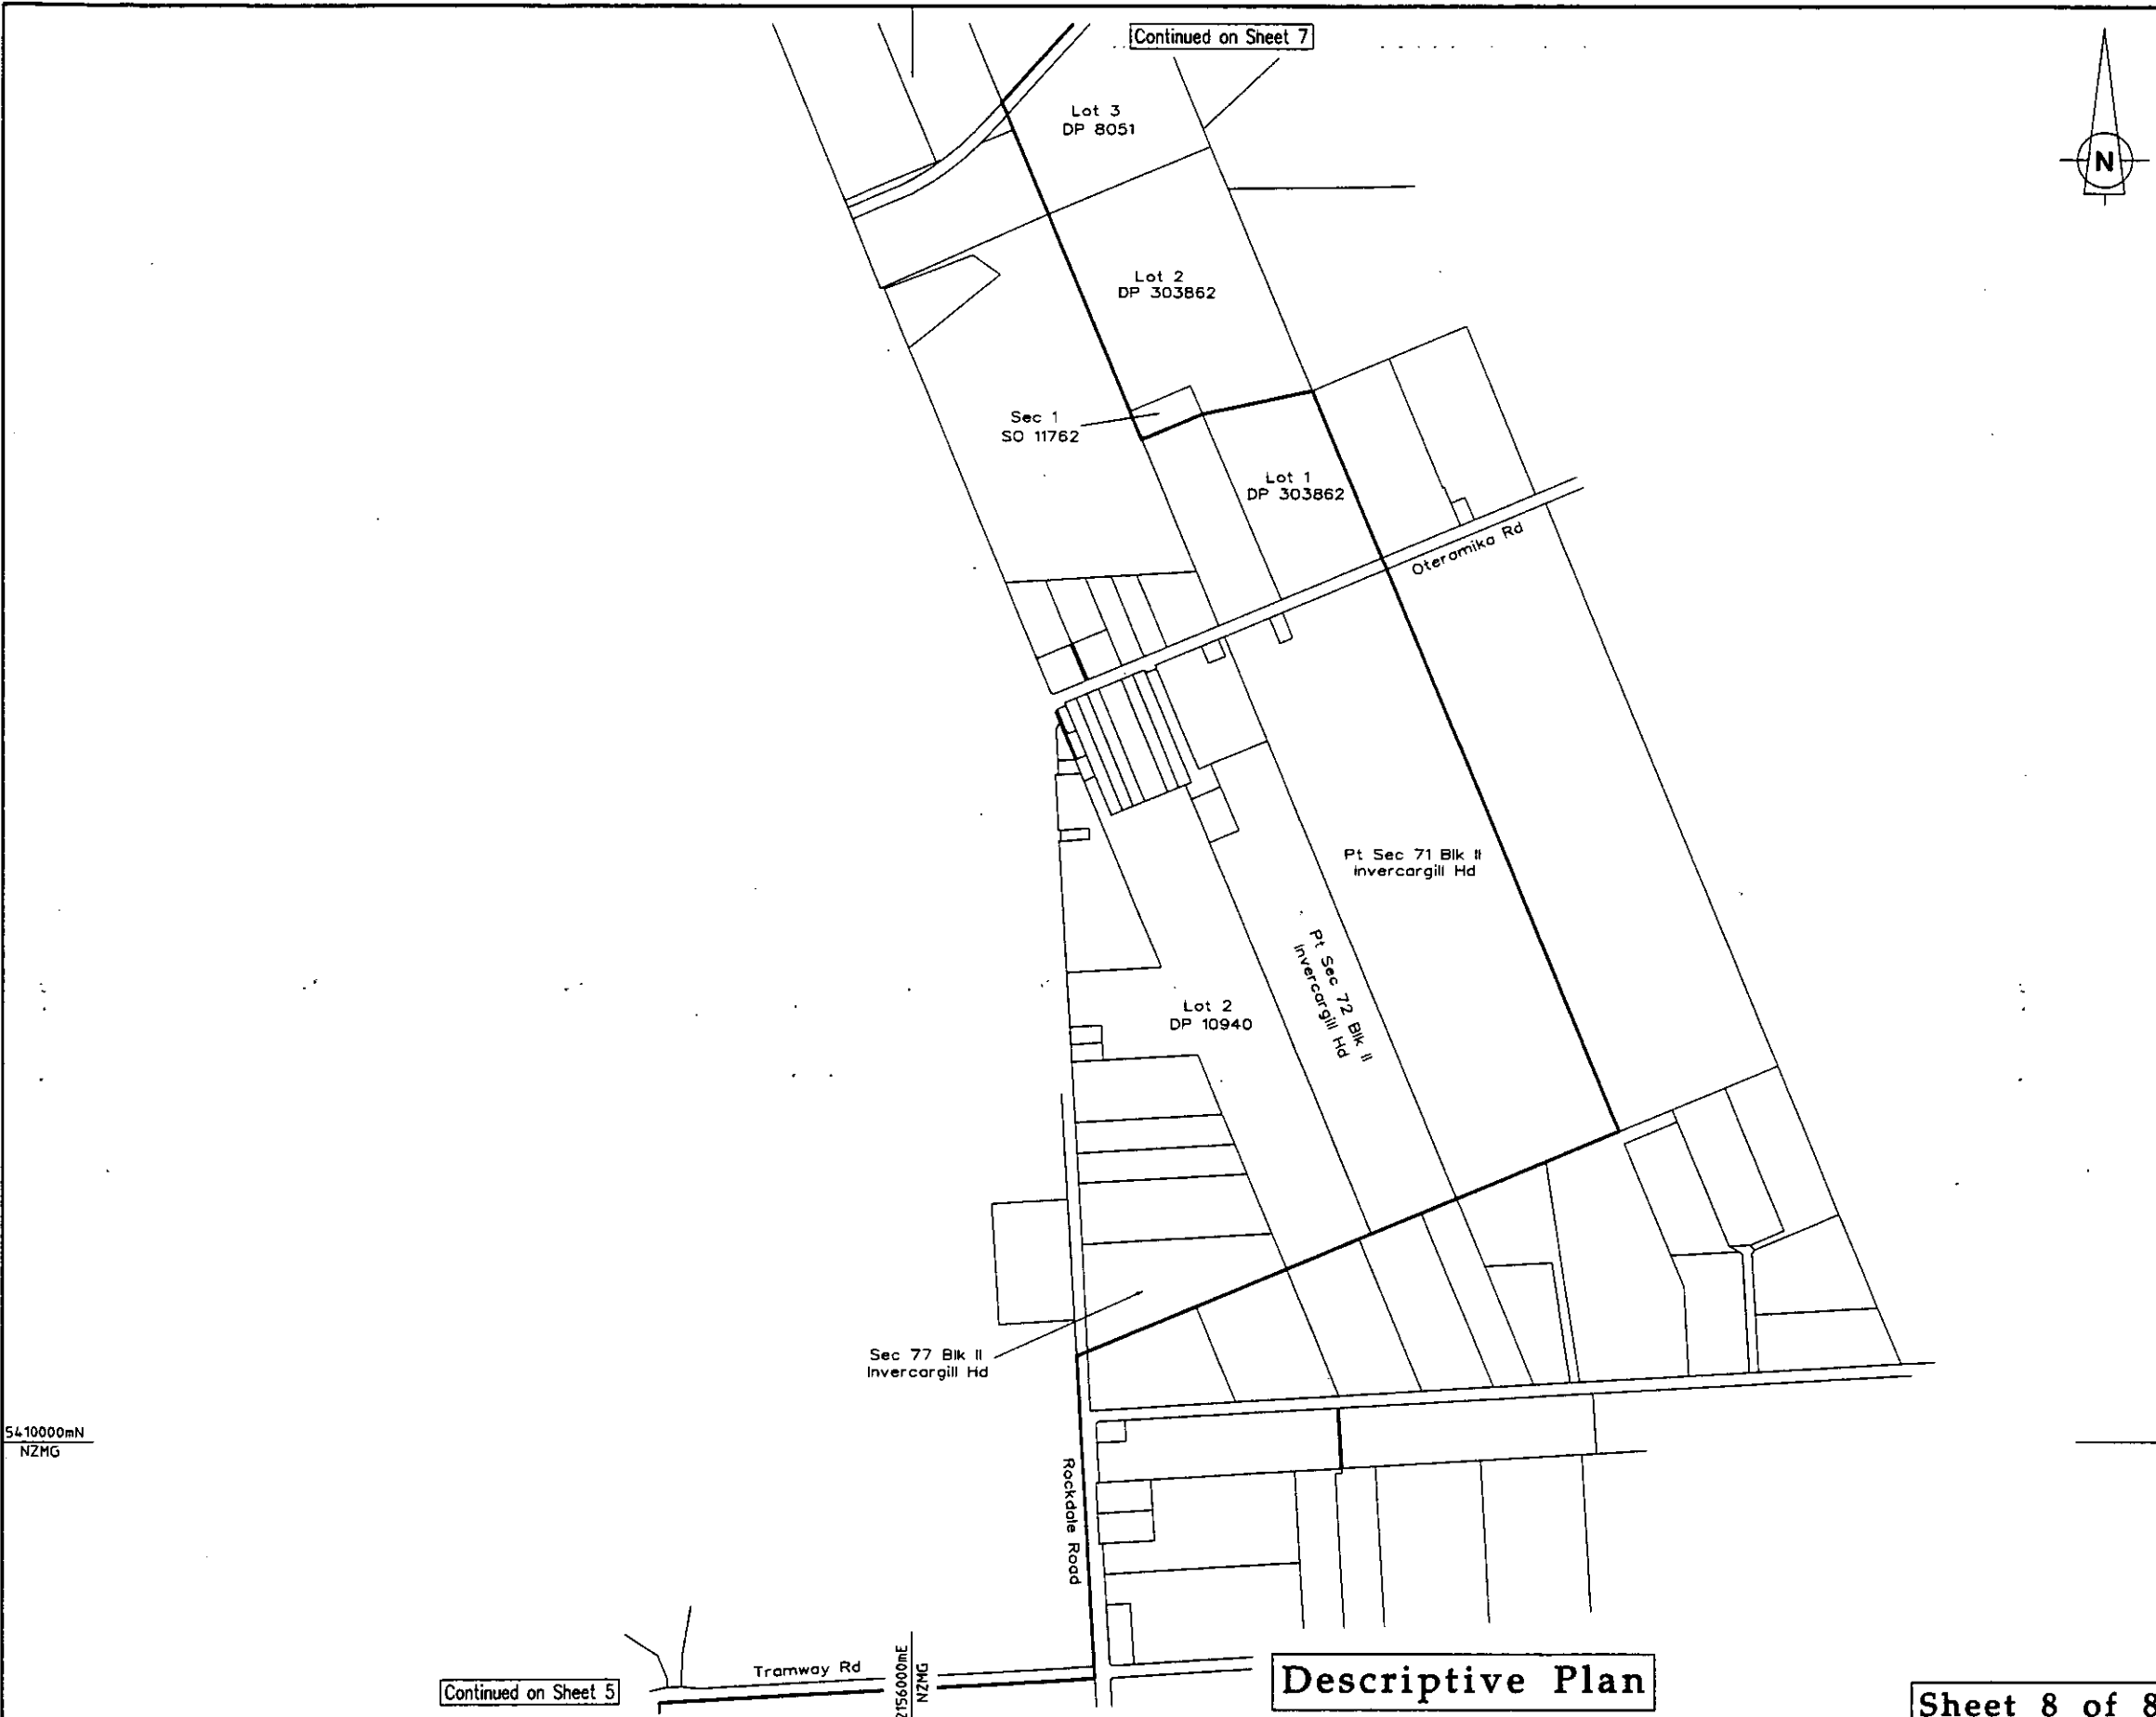 Continued on Sheet 7
N
Lot 3
DP 8051
Lot 2
DP 303862
Sec 1
SO 11762
Lot 1
DP 303862
Oteramika Rd
Pt Sec 71 Blk II
Invercargill Hd
Pt Sec 72 Blk II
Invercargill Hd
Lot 2
DP 10940
Sec 77 Blk II
Invercargill Hd
5410000mN
NZMG
Rockdale Road
Tramway Rd
2156000mE
NZMG
Continued on Sheet 5
Descriptive Plan
Sheet 8 of 8